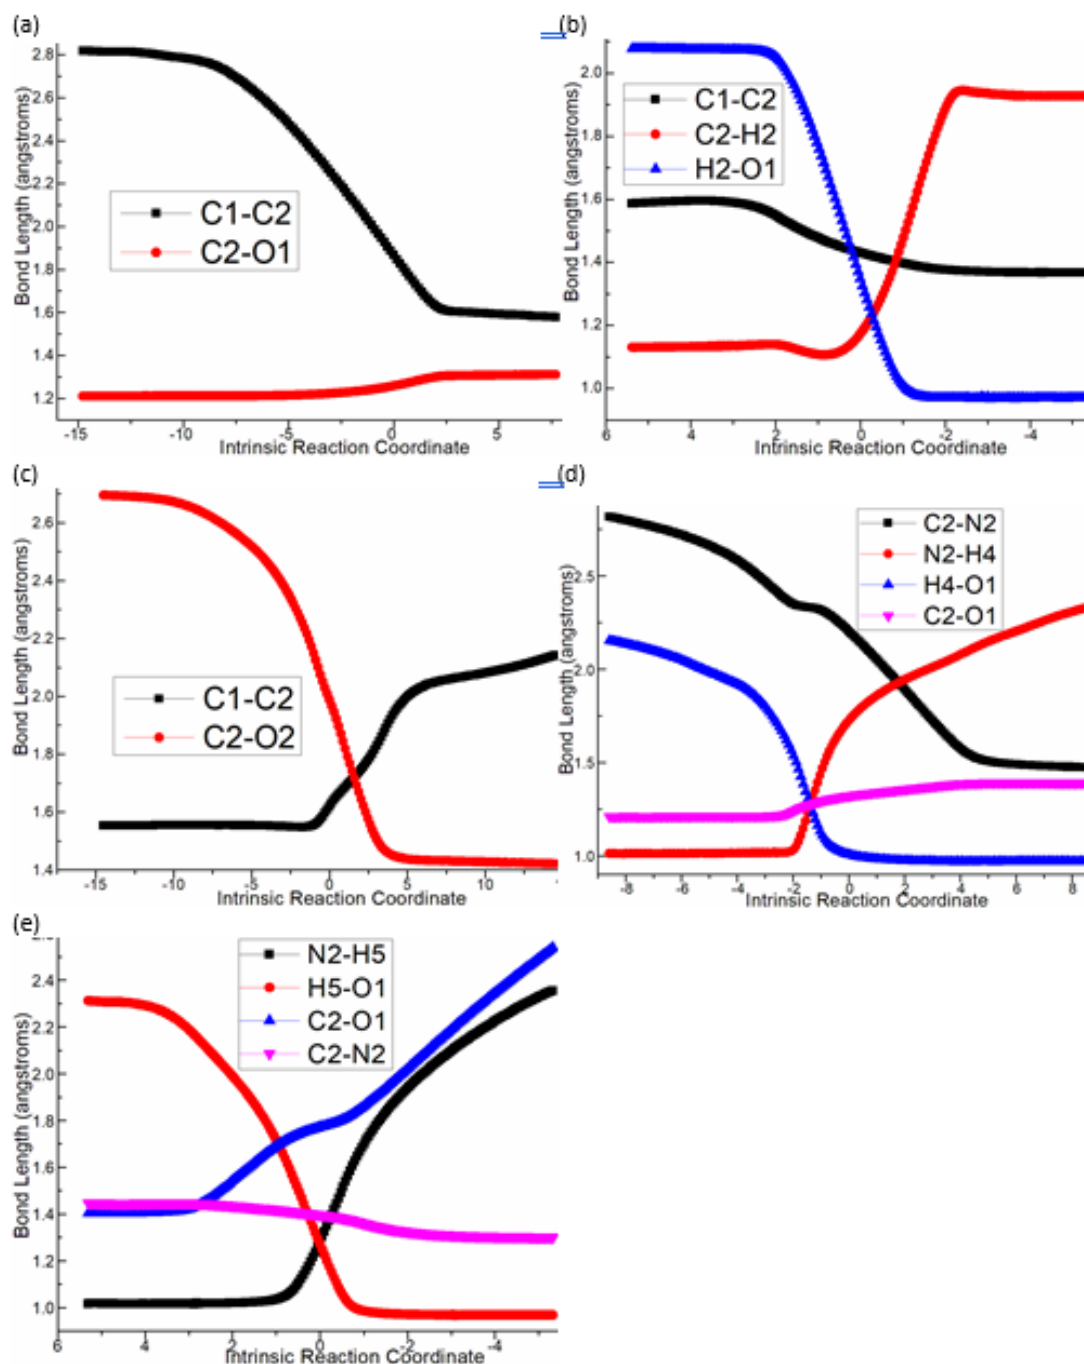 (a)
Bond Length (angstroms)
2.8
2.6
2.4
2.2
2.0
1.8
1.6
1.4
1.2
C1-C2
C2-O1
-15 -10 -5 0 5
Intrinsic Reaction Coordinate
(b)
Bond Length (angstroms)
2.0
1.8
1.6
1.4
1.2
1.0
C1-C2
C2-H2
H2-O1
6 4 2 0 -2 -4
Intrinsic Reaction Coordinate
(c)
Bond Length (angstroms)
2.6
2.4
2.2
2.0
1.8
1.6
1.4
C1-C2
C2-O2
-15 -10 -5 0 5 10
Intrinsic Reaction Coordinate
(d)
Bond Length (angstroms)
2.5
2.0
1.5
1.0
C2-N2
N2-H4
H4-O1
C2-O1
-8 -6 -4 -2 0 2 4 6 8
Intrinsic Reaction Coordinate
(e)
Bond Length (angstroms)
2.4
2.2
2.0
1.8
1.6
1.4
1.2
1.0
N2-H5
H5-O1
C2-O1
C2-N2
6 4 2 0 -2 -4
Intrinsic Reaction Coordinate